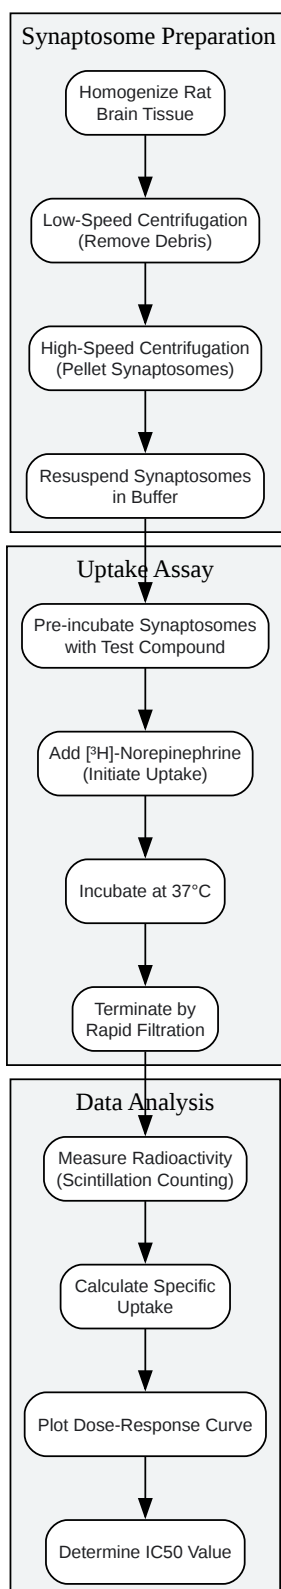 Synaptosome Preparation
Homogenize Rat
Brain Tissue
Low-Speed Centrifugation
(Remove Debris)
High-Speed Centrifugation
(Pellet Synaptosomes)
Resuspend Synaptosomes
in Buffer
Uptake Assay
Pre-incubate Synaptosomes
with Test Compound
Add [³H]-Norepinephrine
(Initiate Uptake)
Incubate at 37°C
Terminate by
Rapid Filtration
Data Analysis
Measure Radioactivity
(Scintillation Counting)
Calculate Specific
Uptake
Plot Dose-Response Curve
Determine IC50 Value